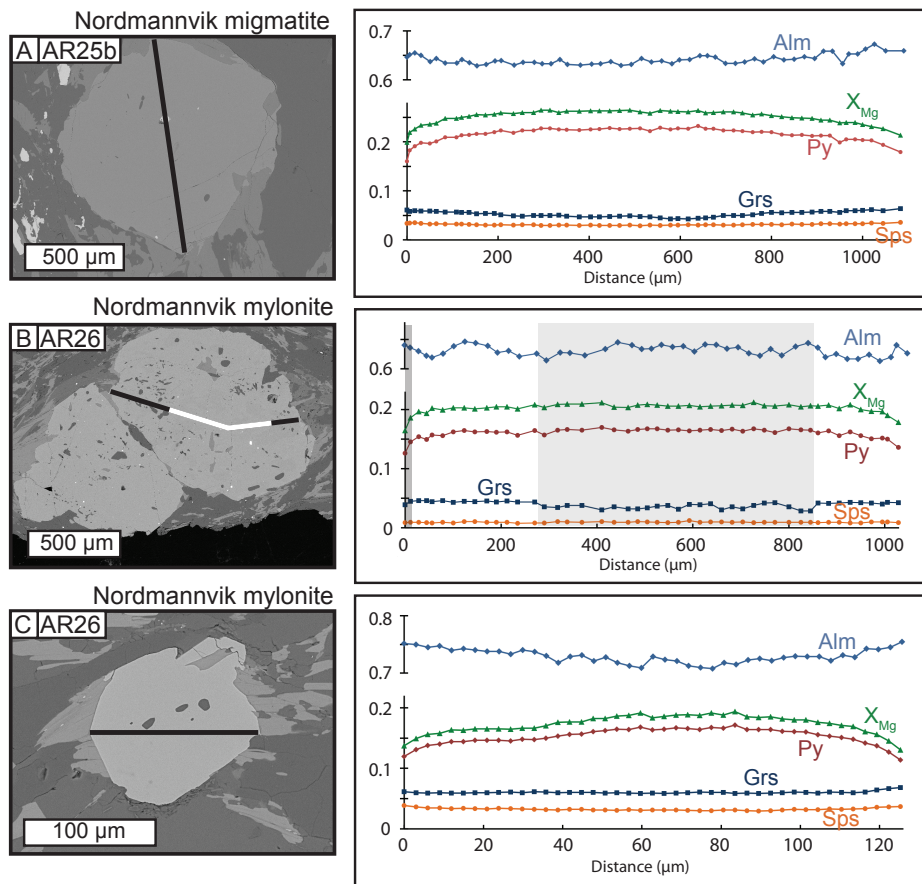 Nordmannvik migmatite
A AR25b
500 µm
0.7
0.6
0.2
0.1
0
Alm
X Mg
Py
Grs
Sps
0 200 400 600 800 1000
Distance (µm)
Nordmannvik mylonite
B AR26
500 µm
0.6
0.2
0.1
0
Alm
X Mg
Py
Grs
Sps
0 200 400 600 800 1000
Distance (µm)
Nordmannvik mylonite
C AR26
100 µm
0.8
0.7
0.2
0.1
0
Alm
X Mg
Py
Grs
Sps
0 20 40 60 80 100 120
Distance (µm)